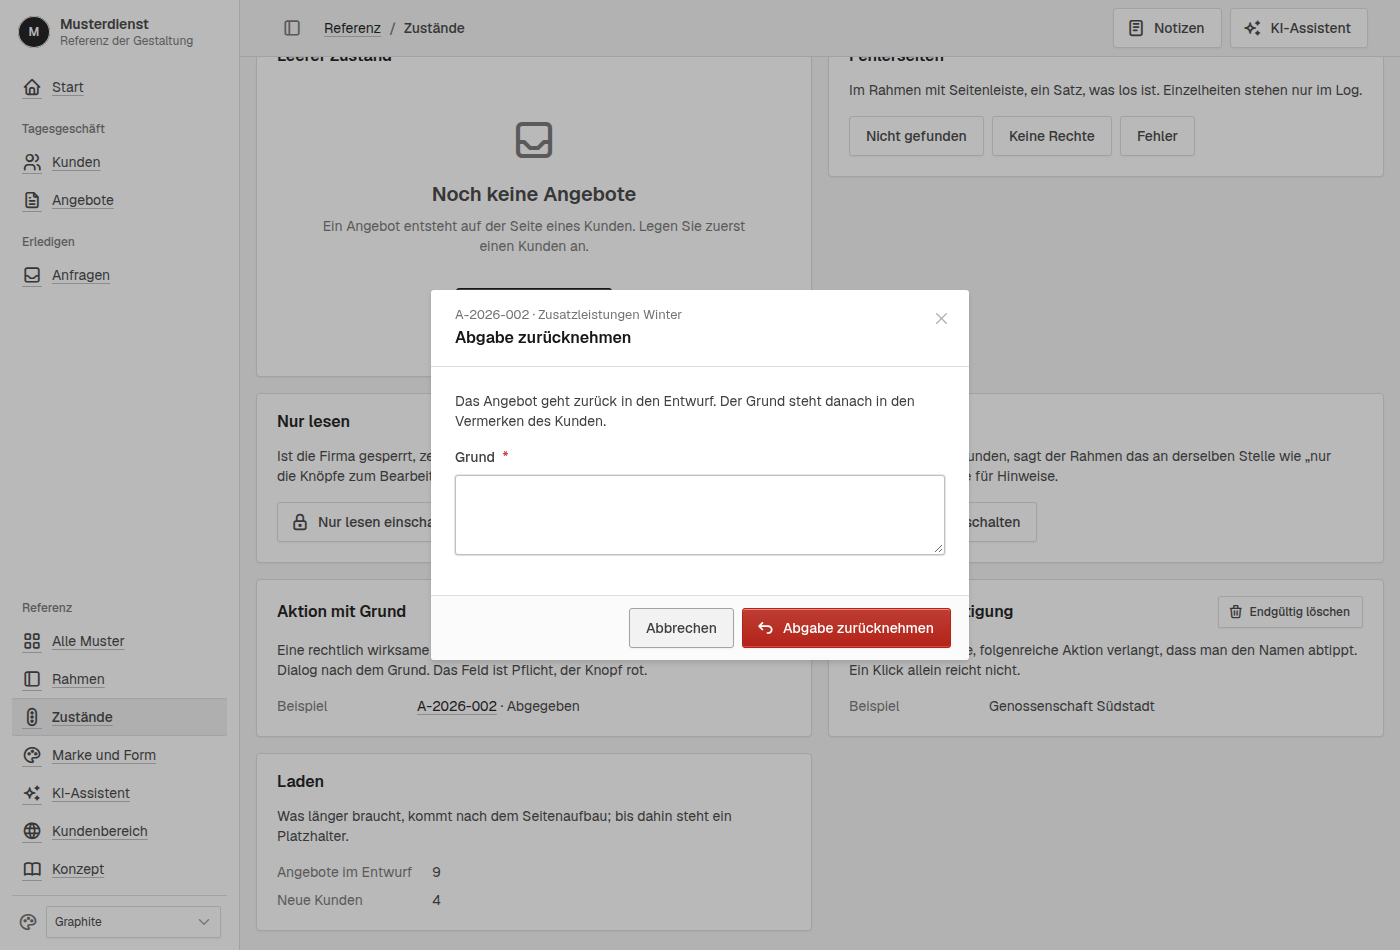 M
Musterdienst
Referenz der Gestaltung
Start
Tagesgeschäft
Kunden
Angebote
Erledigen
Anfragen
Referenz
Alle Muster
Rahmen
Zustände
Marke und Form
KI-Assistent
Kundenbereich
Konzept
Graphite
Referenz / Zustände
Notizen
KI-Assistent
Leerer Zustand
Noch keine Angebote
Ein Angebot entsteht auf der Seite eines Kunden. Legen Sie zuerst
einen Kunden an.
Fehlerseiten
Im Rahmen mit Seitenleiste, ein Satz, was los ist. Einzelheiten stehen nur im Log.
Nicht gefunden
Keine Rechte
Fehler
A-2026-002 · Zusatzleistungen Winter
Abgabe zurücknehmen
Das Angebot geht zurück in den Entwurf. Der Grund steht danach in den
Vermerken des Kunden.
Grund *
Abbrechen
Abgabe zurücknehmen
Nur lesen
Ist die Firma gesperrt,
die Knöpfe zum
Nur lesen
sagt der Rahmen das an derselben Stelle wie „nur
für Hinweise.
Aktion mit Grund
Eine rechtlich wirksame
Dialog nach dem Grund. Das Feld ist Pflicht, der Knopf rot.
Beispiel
A-2026-002 · Abgegeben
Endgültig löschen
folgenreiche Aktion verlangt, dass man den Namen abtippt.
Ein Klick allein reicht nicht.
Beispiel
Genossenschaft Südstadt
Laden
Was länger braucht, kommt nach dem Seitenaufbau; bis dahin steht ein
Platzhalter.
Angebote im Entwurf 9
Neue Kunden 4